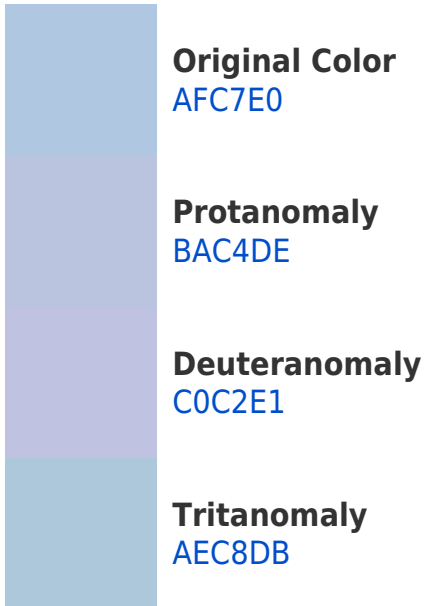 Original Color
AFC7E0
Protanomaly
BAC4DE
Deuteranomaly
C0C2E1
Tritanomaly
AEC8DB